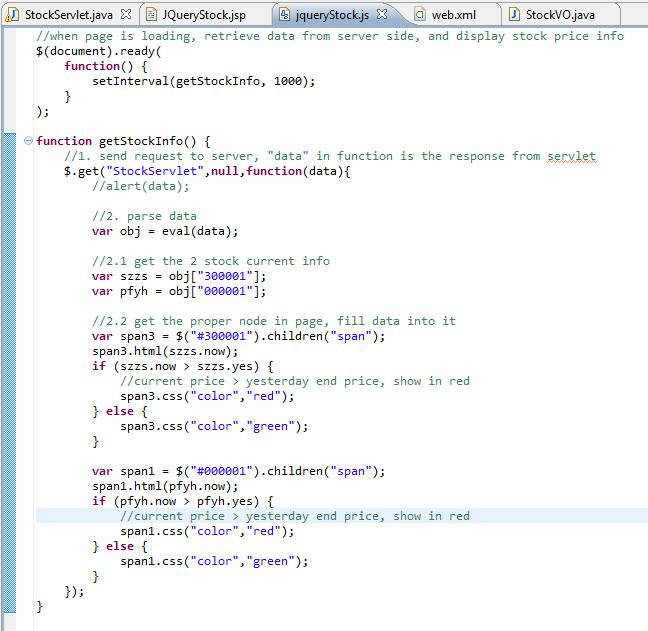 StockServlet.java JQueryStock.jsp jqueryStock.js web.xml StockVO.java
//when page is loading, retrieve data from server side, and display stock price info
$(document).ready(
function() {
setInterval(getStockInfo, 1000);
}
);
function getStockInfo() {
//1. send request to server, "data" in function is the response from servlet
$.get("StockServlet",null,function(data){
//alert(data);
//2. parse data
var obj = eval(data);
//2.1 get the 2 stock current info
var szzs = obj["300001"];
var pfyh = obj["000001"];
//2.2 get the proper node in page, fill data into it
var span3 = $("#300001").children("span");
span3.html(szzs.now);
if (szzs.now > szzs.yes) {
//current price > yesterday end price, show in red
span3.css("color","red");
} else {
span3.css("color","green");
}
var span1 = $("#000001").children("span");
span1.html(pfyh.now);
if (pfyh.now > pfyh.yes) {
//current price > yesterday end price, show in red
span1.css("color","red");
} else {
span1.css("color","green");
}
});
}